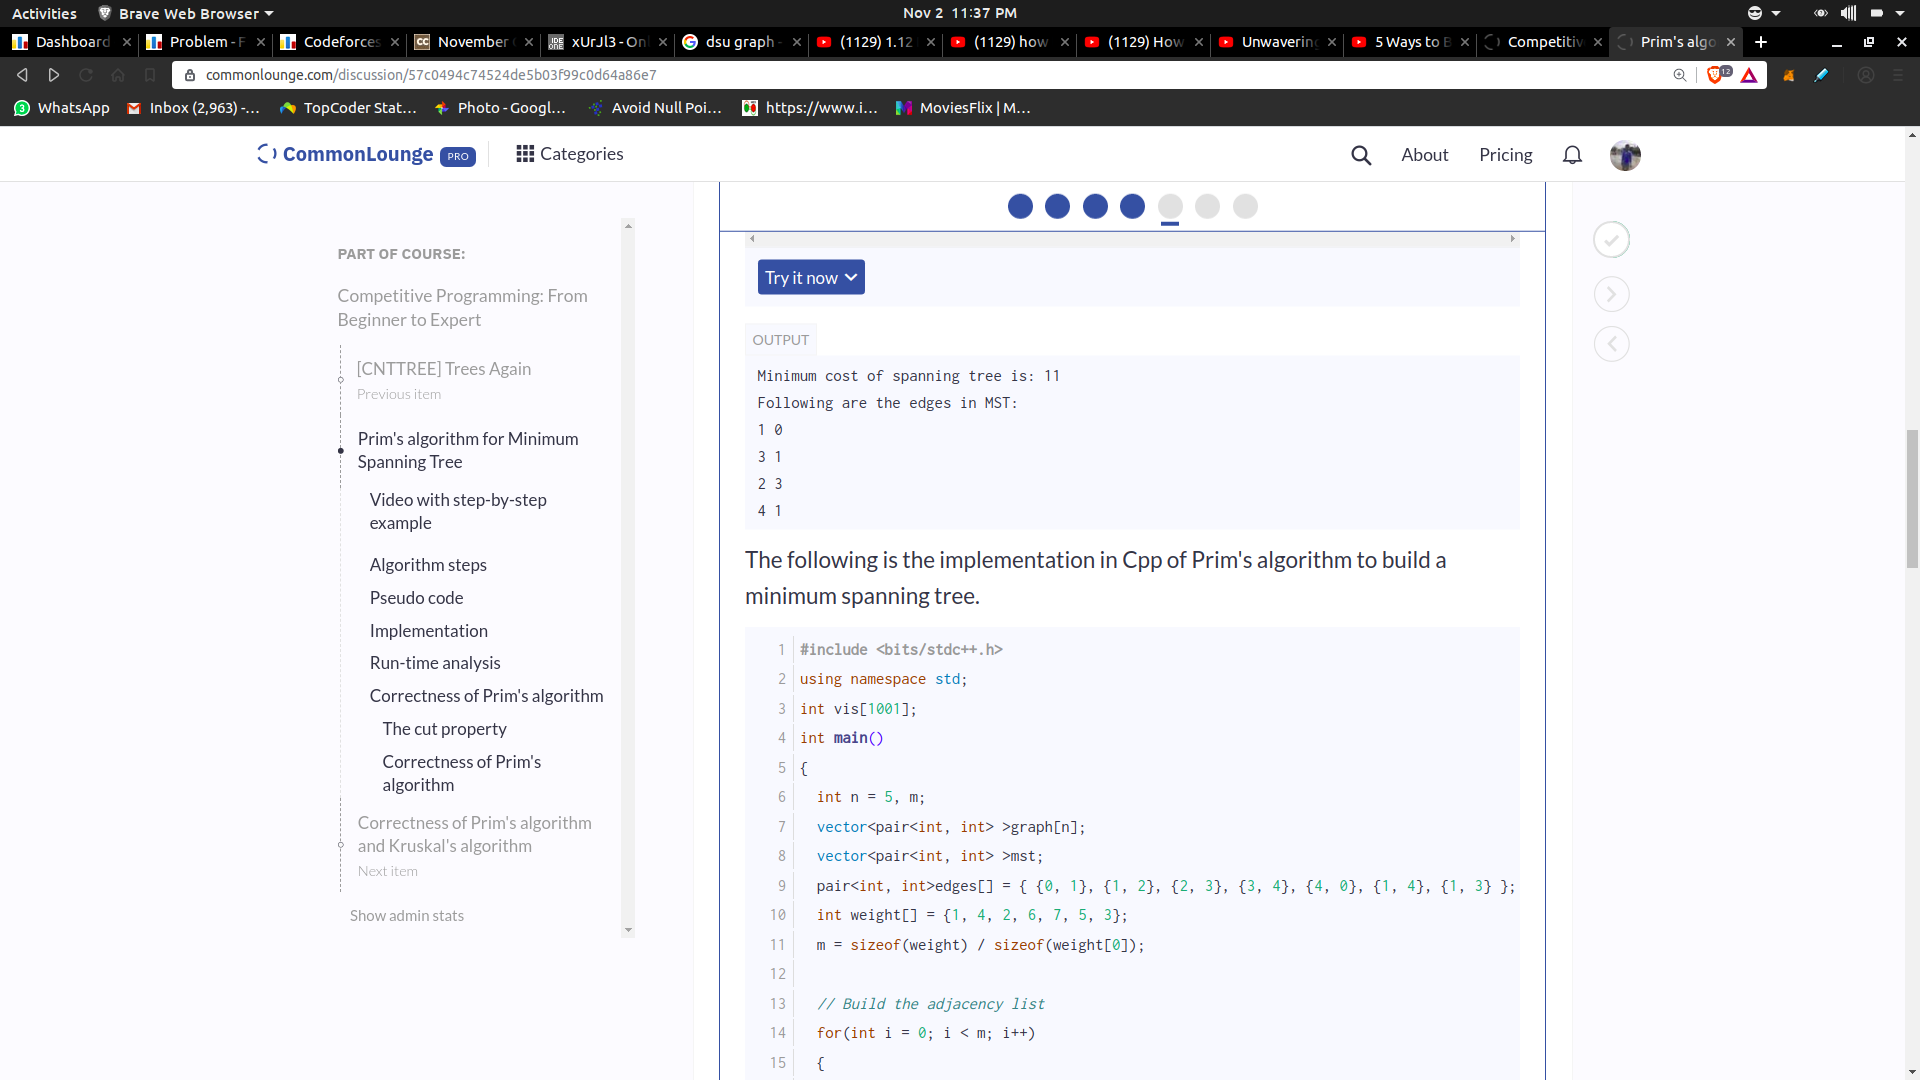 Activities
Brave Web Browser
Nov 2  11:37 PM
Dashboard
Problem - F
Codeforces
November
xUrJl3 - Onl
dsu graph -
(1129) 1.12
(1129) how
(1129) How
Unwavering
5 Ways to B
Competitiv
Prim's algo
commonlounge.com/discussion/57c0494c74524de5b03f99c0d64a86e7
12
WhatsApp
Inbox (2,963) -...
TopCoder Stat...
Photo - Googl...
Avoid Null Poi...
https://www.i...
MoviesFlix | M...
CommonLounge PRO
Categories
About
Pricing
PART OF COURSE:
Competitive Programming: From
Beginner to Expert
[CNTTREE] Trees Again
Previous item
Prim's algorithm for Minimum
Spanning Tree
Video with step-by-step
example
Algorithm steps
Pseudo code
Implementation
Run-time analysis
Correctness of Prim's algorithm
The cut property
Correctness of Prim's
algorithm
Correctness of Prim's algorithm
and Kruskal's algorithm
Next item
Show admin stats
Try it now
OUTPUT
Minimum cost of spanning tree is: 11
Following are the edges in MST:
1 0
3 1
2 3
4 1
The following is the implementation in Cpp of Prim's algorithm to build a
minimum spanning tree.
1 #include <bits/stdc++.h>
2 using namespace std;
3 int vis[1001];
4 int main()
5 {
6 int n = 5, m;
7 vector<pair<int, int> >graph[n];
8 vector<pair<int, int> >mst;
9 pair<int, int>edges[] = { {0, 1}, {1, 2}, {2, 3}, {3, 4}, {4, 0}, {1, 4}, {1, 3} };
10 int weight[] = {1, 4, 2, 6, 7, 5, 3};
11 m = sizeof(weight) / sizeof(weight[0]);
12
13 // Build the adjacency list
14 for(int i = 0; i < m; i++)
15 {